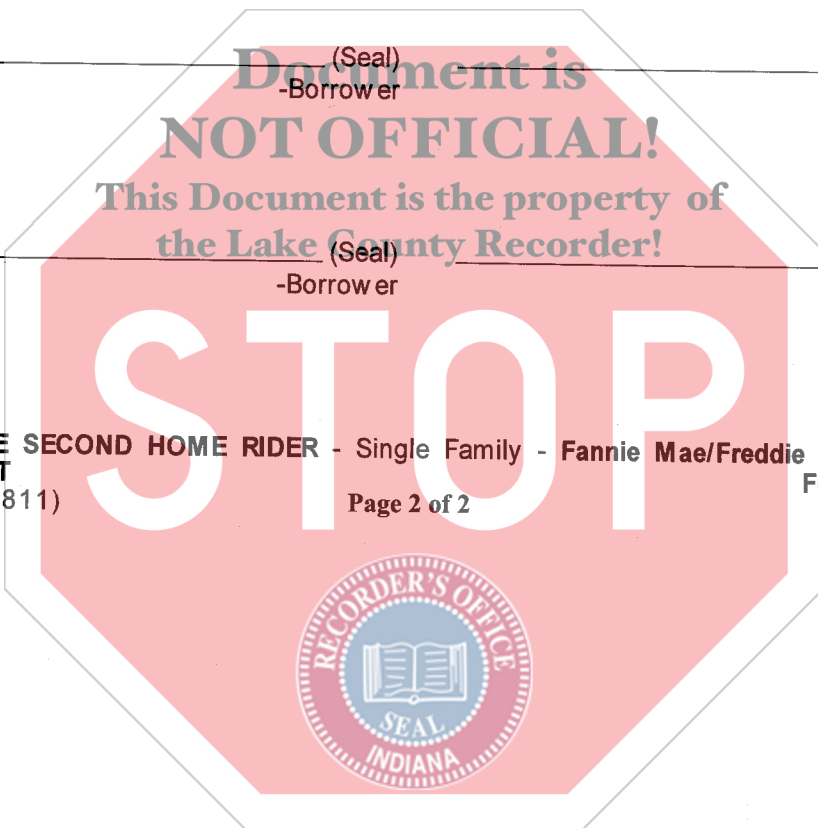 (Seal)
Document is
-Borrower
NOT OFFICIAL!
This Document is the property of
the Lake County Recorder!
(Seal)
-Borrower
STOP
E SECOND HOME RIDER - Single Family - Fannie Mae/Freddie
T
F
811)
Page 2 of 2
RECORDER'S OFFICE
SEAL
INDIANA